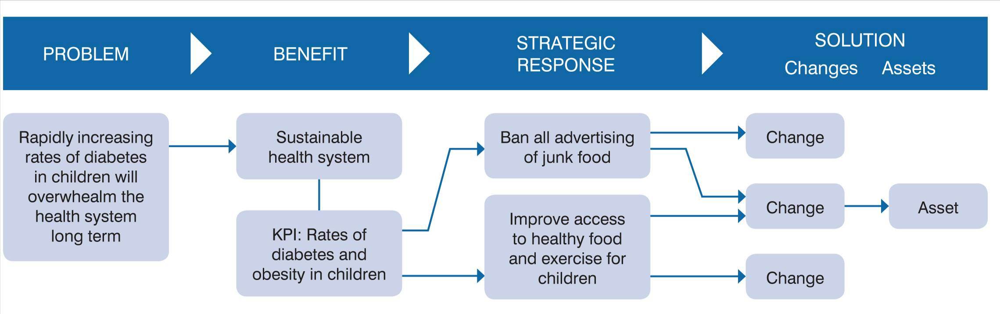 PROBLEM
BENEFIT
STRATEGIC
RESPONSE
SOLUTION
Changes Assets
Rapidly increasing
rates of diabetes
in children will
overwhealm the
health system
long term
Sustainable
health system
KPI: Rates of
diabetes and
obesity in children
Ban all advertising
of junk food
Improve access
to healthy food
and exercise for
children
Change
Change
Asset
Change